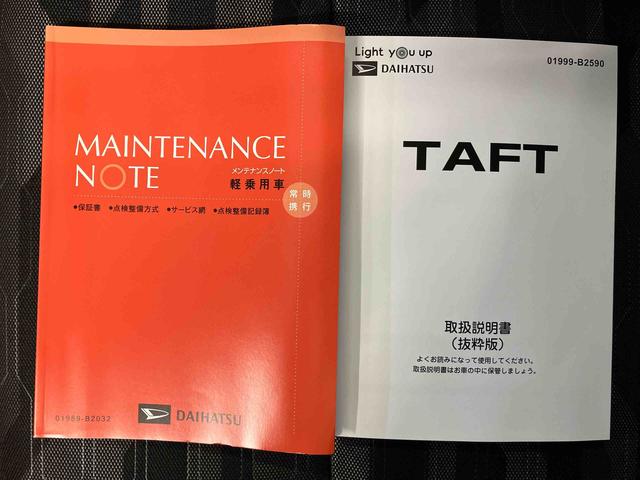 MAINTENANCE
NOTE
メンテナンスノート
軽乗用車
常時
携行
●保証書 ●点検整備方式 ●サービス網 ●点検整備記録簿
01989-B2032
DAIHATSU
Light you up
DAIHATSU
01999-B2590
TAFT
取扱説明書
(抜粋版)
よくお読みになって使用してください。
取扱説明書はお車の中に保管しましょう。